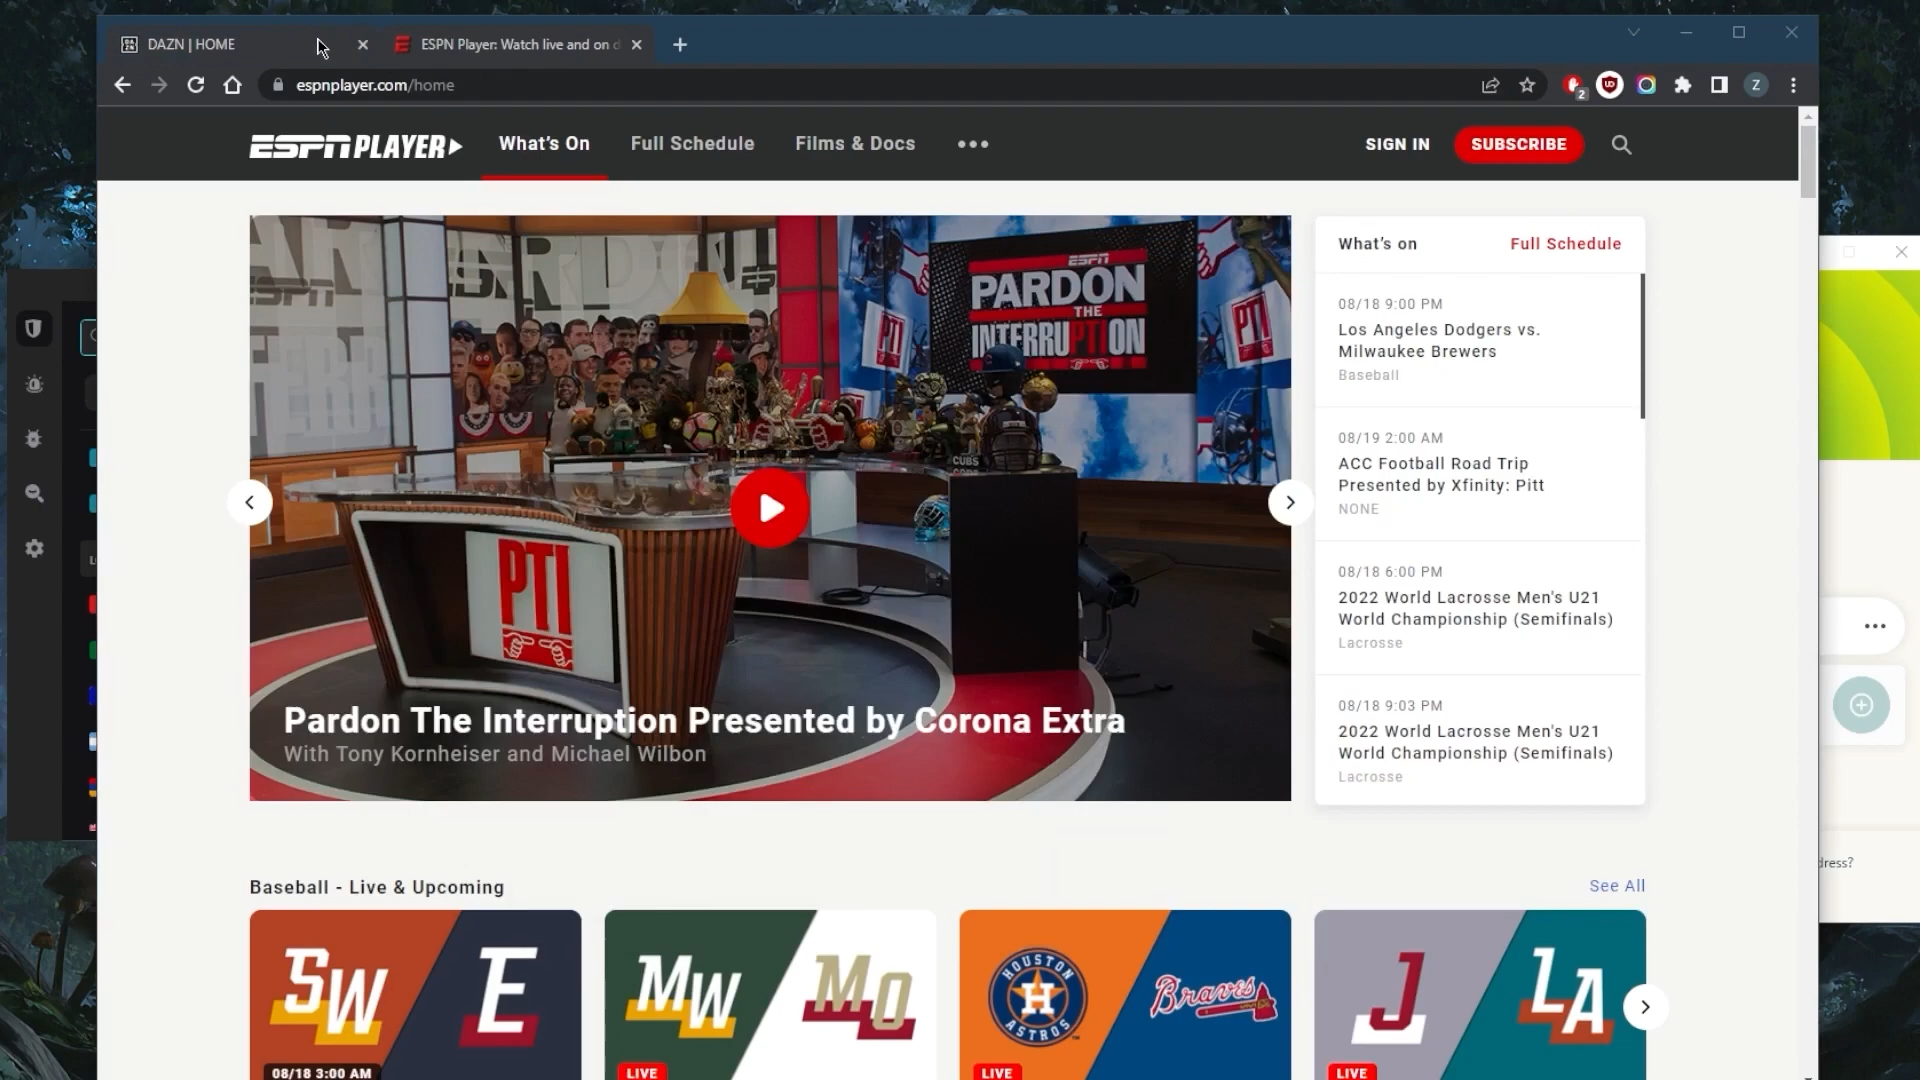 DAZN | HOME
ESPN Player: Watch live and on d
espnplayer.com/home
2
Z
ESPN PLAYER
What's On
Full Schedule
Films & Docs
SIGN IN
SUBSCRIBE
ESPN
PARDON
THE
INTERRUPTION
PTI
CUBS
PTI
Pardon The Interruption Presented by Corona Extra
With Tony Kornheiser and Michael Wilbon
What's on
Full Schedule
08/18 9:00 PM
Los Angeles Dodgers vs.
Milwaukee Brewers
Baseball
08/19 2:00 AM
ACC Football Road Trip
Presented by Xfinity: Pitt
NONE
08/18 6:00 PM
2022 World Lacrosse Men's U21
World Championship (Semifinals)
Lacrosse
08/18 9:03 PM
2022 World Lacrosse Men's U21
World Championship (Semifinals)
Lacrosse
dress?
Baseball - Live & Upcoming
See All
SW
E
08/18 3:00 AM
MW
MO
LIVE
HOUSTON
H
ASTROS
Braves
LIVE
J
LA
LIVE